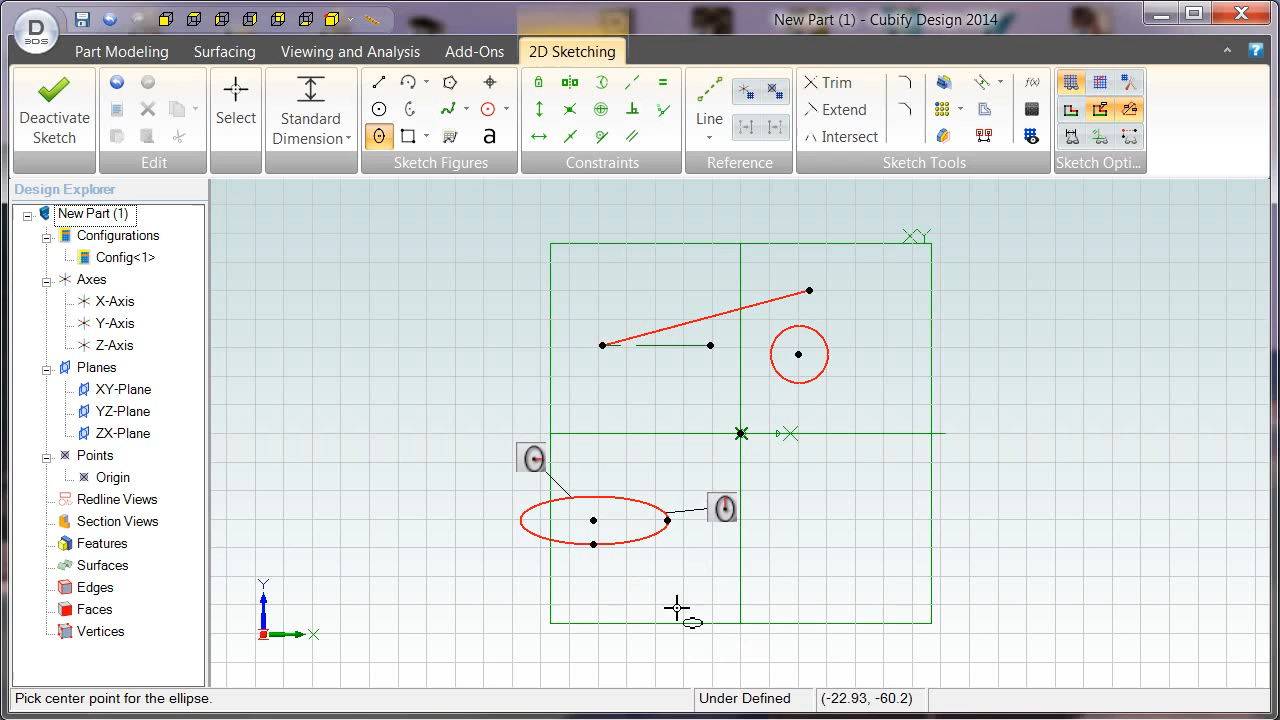 New Part (1) - Cubify Design 2014
D
3DS
Part Modeling
Surfacing
Viewing and Analysis
Add-Ons
2D Sketching
Deactivate
Sketch
Edit
Select
Standard
Dimension
a
Sketch Figures
Constraints
Line
Reference
Trim
Extend
Intersect
f(x)
Sketch Tools
Sketch Opti...
Design Explorer
New Part (1)
Configurations
Config<1>
Axes
X-Axis
Y-Axis
Z-Axis
Planes
XY-Plane
YZ-Plane
ZX-Plane
Points
Origin
Redline Views
Section Views
Features
Surfaces
Edges
Faces
Vertices
XY
X
Y
X
Pick center point for the ellipse.
Under Defined
(-22.93, -60.2)